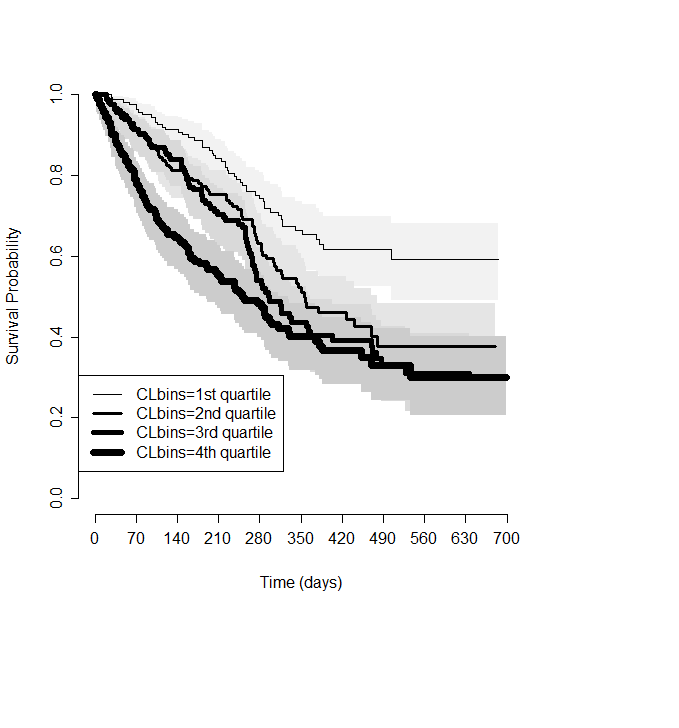 1.0
0.8
0.6
0.4
0.2
0.0
Survival Probability
CLbins=1st quartile
CLbins=2nd quartile
CLbins=3rd quartile
CLbins=4th quartile
0 70 140 210 280 350 420 490 560 630 700
Time (days)